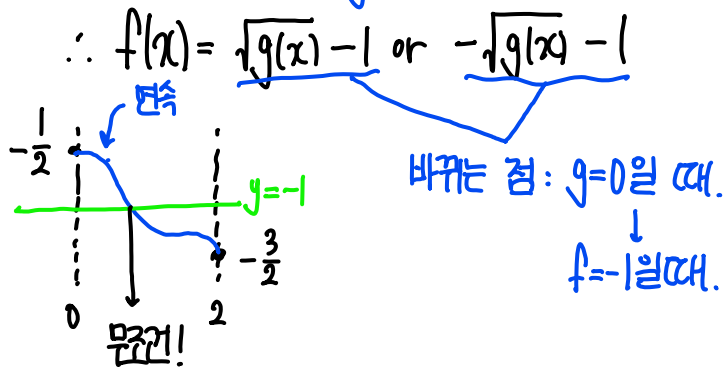 ∴ f(x) = √g(x) - 1 or -√g(x) - 1
연속
-1/2
바뀌는 점: g=0일 때.
y=-1
↓
-3/2
f=-1일때.
0 2
무조건!